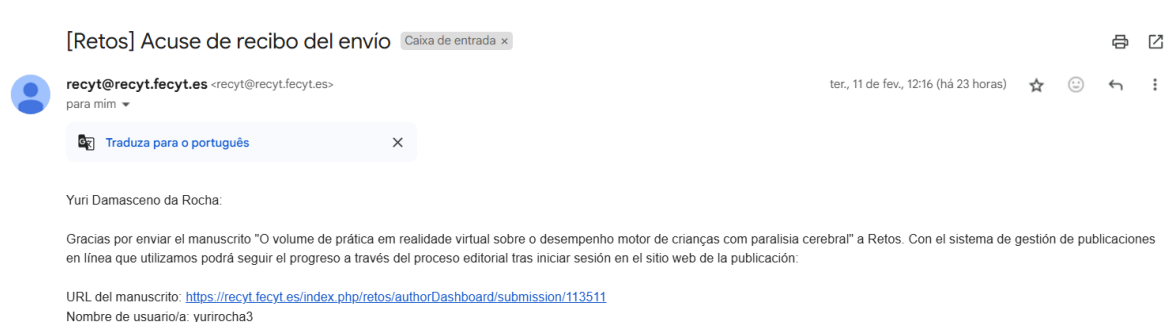 [Retos] Acuse de recibo del envío Caixa de entrada ×
recyt@recyt.fecyt.es <recyt@recyt.fecyt.es> ter., 11 de fev., 12:16 (há 23 horas)
para mim
Traduza para o português
Yuri Damasceno da Rocha:
Gracias por enviar el manuscrito "O volume de prática em realidade virtual sobre o desempenho motor de crianças com paralisia cerebral" a Retos. Con el sistema de gestión de publicaciones
en línea que utilizamos podrá seguir el progreso a través del proceso editorial tras iniciar sesión en el sitio web de la publicación:
URL del manuscrito: https://recyt.fecyt.es/index.php/retos/authorDashboard/submission/113511
Nombre de usuario/a: yurirocha3